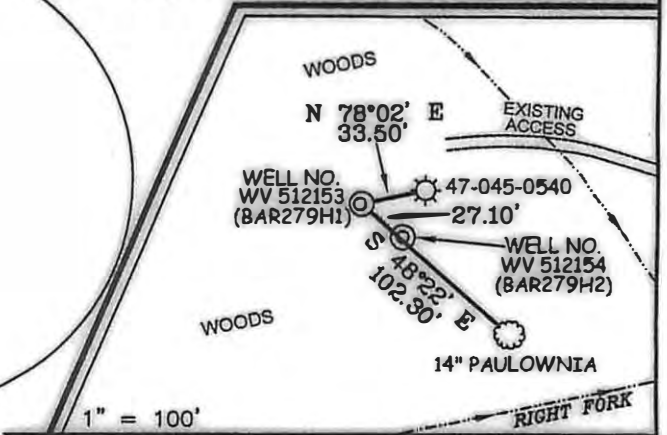 WOODS
N 78°02' E
33.50'
EXISTING
ACCESS
WELL NO.
WV 512153
(BAR279H1)
47-045-0540
27.10'
WELL NO.
WV 512154
(BAR279H2)
S 48°22' E
102.30'
WOODS
14" PAULOWNIA
1" = 100'
RIGHT FORK